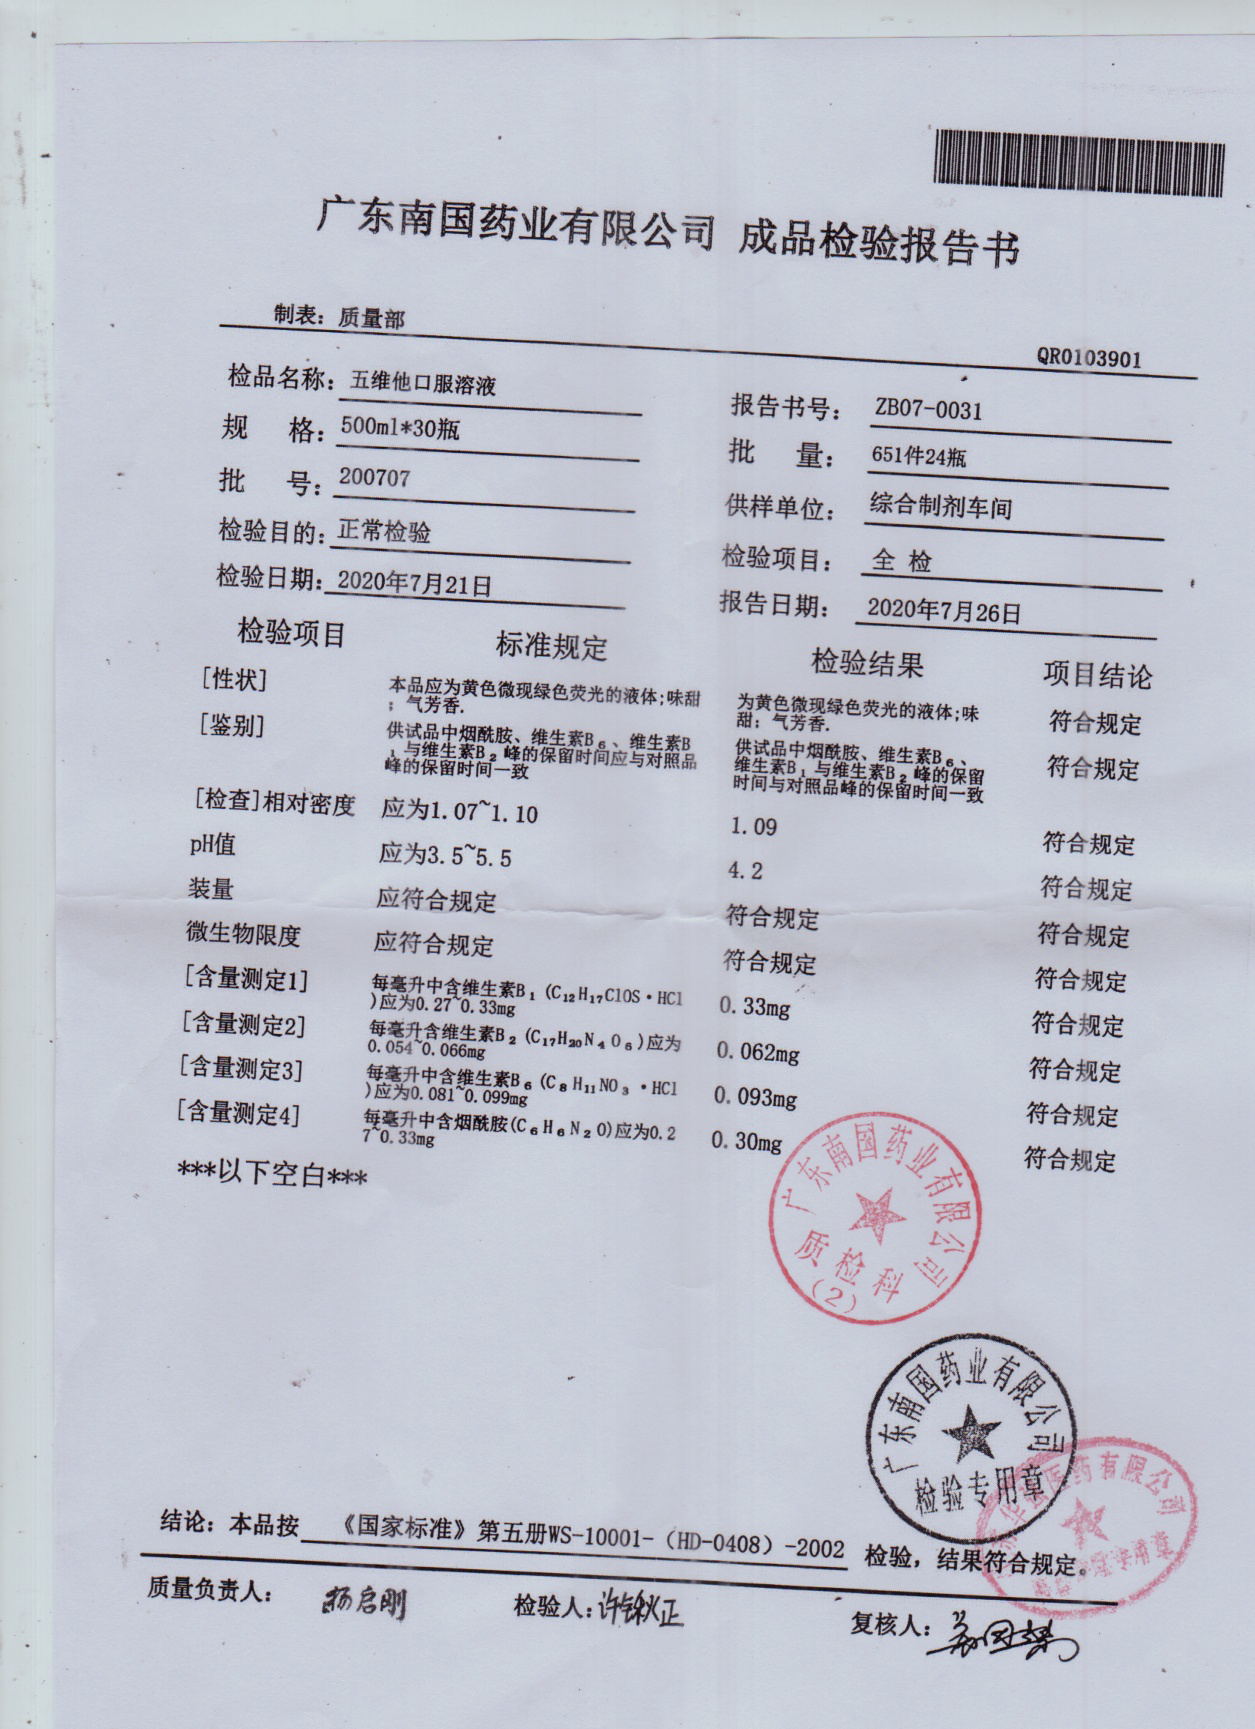 广东南国药业有限公司 成品检验报告书
制表：质量部
QR0103901
检品名称：五维他口服溶液
报告书号：ZB07-0031
规 格：500ml*30瓶
批 量：651件24瓶
批 号：200707
供样单位：综合制剂车间
检验目的：正常检验
检验项目：全 检
检验日期：2020年7月21日
报告日期：2020年7月26日
检验项目 标准规定 检验结果 项目结论
[性状] 本品应为黄色微现绿色荧光的液体;味甜
；气芳香.
为黄色微现绿色荧光的液体;味
甜；气芳香.
符合规定
[鉴别] 供试品中烟酰胺、维生素B₆、维生素B
₁与维生素B₂峰的保留时间应与对照品
峰的保留时间一致
供试品中烟酰胺、维生素B₆、
维生素B₁与维生素B₂峰的保留
时间与对照品峰的保留时间一致
符合规定
[检查]相对密度 应为1.07~1.10 1.09 符合规定
pH值 应为3.5~5.5 4.2 符合规定
装量 应符合规定 符合规定 符合规定
微生物限度 应符合规定 符合规定 符合规定
[含量测定1] 每毫升中含维生素B₁(C₁₂H₁₇ClOS·HCl
)应为0.27~0.33mg
0.33mg 符合规定
[含量测定2] 每毫升含维生素B₂(C₁₇H₂₀N₄O₆)应为
0.054~0.066mg
0.062mg 符合规定
[含量测定3] 每毫升中含维生素B₆(C₈H₁₁NO₃·HCl
)应为0.081~0.099mg
0.093mg 符合规定
[含量测定4] 每毫升中含烟酰胺(C₆H₆N₂O)应为0.2
7~0.33mg
0.30mg 符合规定
***以下空白***
广东南国药业有限公司
质检科
(2)
广东南国药业有限公司
检验专用章
医药有限公司
专用章
结论：本品按 《国家标准》第五册WS-10001-（HD-0408）-2002 检验，结果符合规定。
质量负责人：杨启刚 检验人：许锹正 复核人：